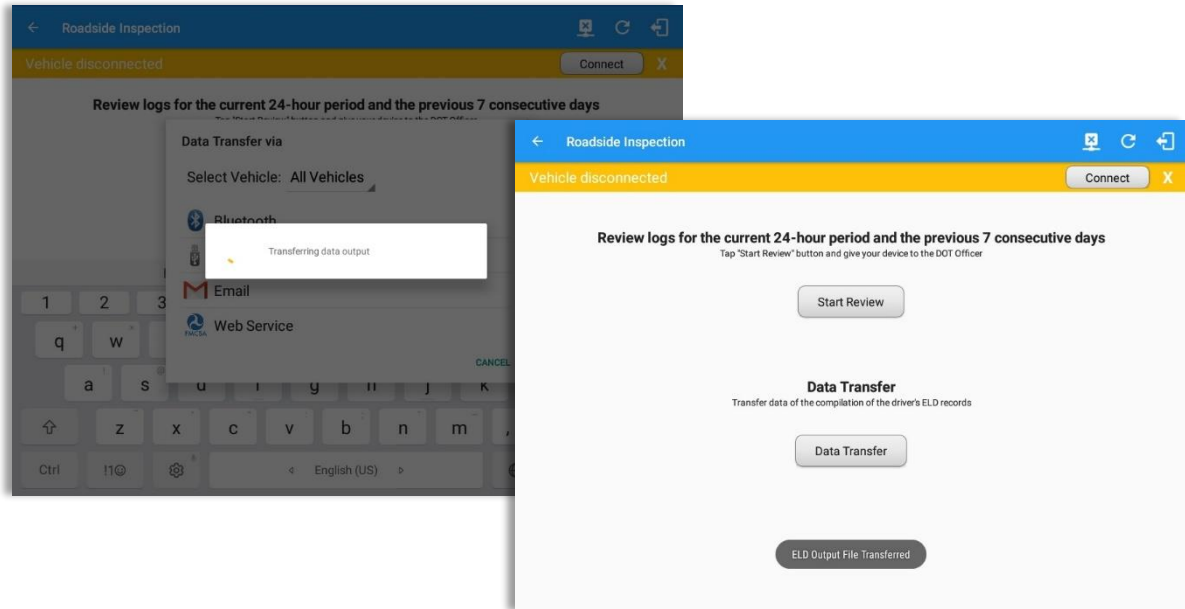 Roadside Inspection
Vehicle disconnected
Connect
X
Review logs for the current 24-hour period and the previous 7 consecutive days
Data Transfer via
Select Vehicle: All Vehicles
Bluetooth
Transferring data output
Email
FMCSA
Web Service
CANCEL
1 2 3
q w
a s d f g h j k
z x c v b n m ,
Ctrl !1☺ English (US)
Roadside Inspection
Vehicle disconnected
Connect
X
Review logs for the current 24-hour period and the previous 7 consecutive days
Tap "Start Review" button and give your device to the DOT Officer
Start Review
Data Transfer
Transfer data of the compilation of the driver's ELD records
Data Transfer
ELD Output File Transferred